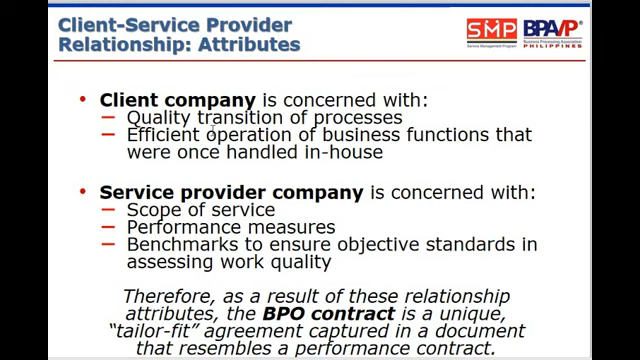 Client-Service Provider
Relationship: Attributes
SMP
Service Management Program
BPAP
Business Processing Association
PHILIPPINES
• Client company is concerned with:
– Quality transition of processes
– Efficient operation of business functions that
were once handled in-house
• Service provider company is concerned with:
– Scope of service
– Performance measures
– Benchmarks to ensure objective standards in
assessing work quality
Therefore, as a result of these relationship
attributes, the BPO contract is a unique,
“tailor-fit” agreement captured in a document
that resembles a performance contract.